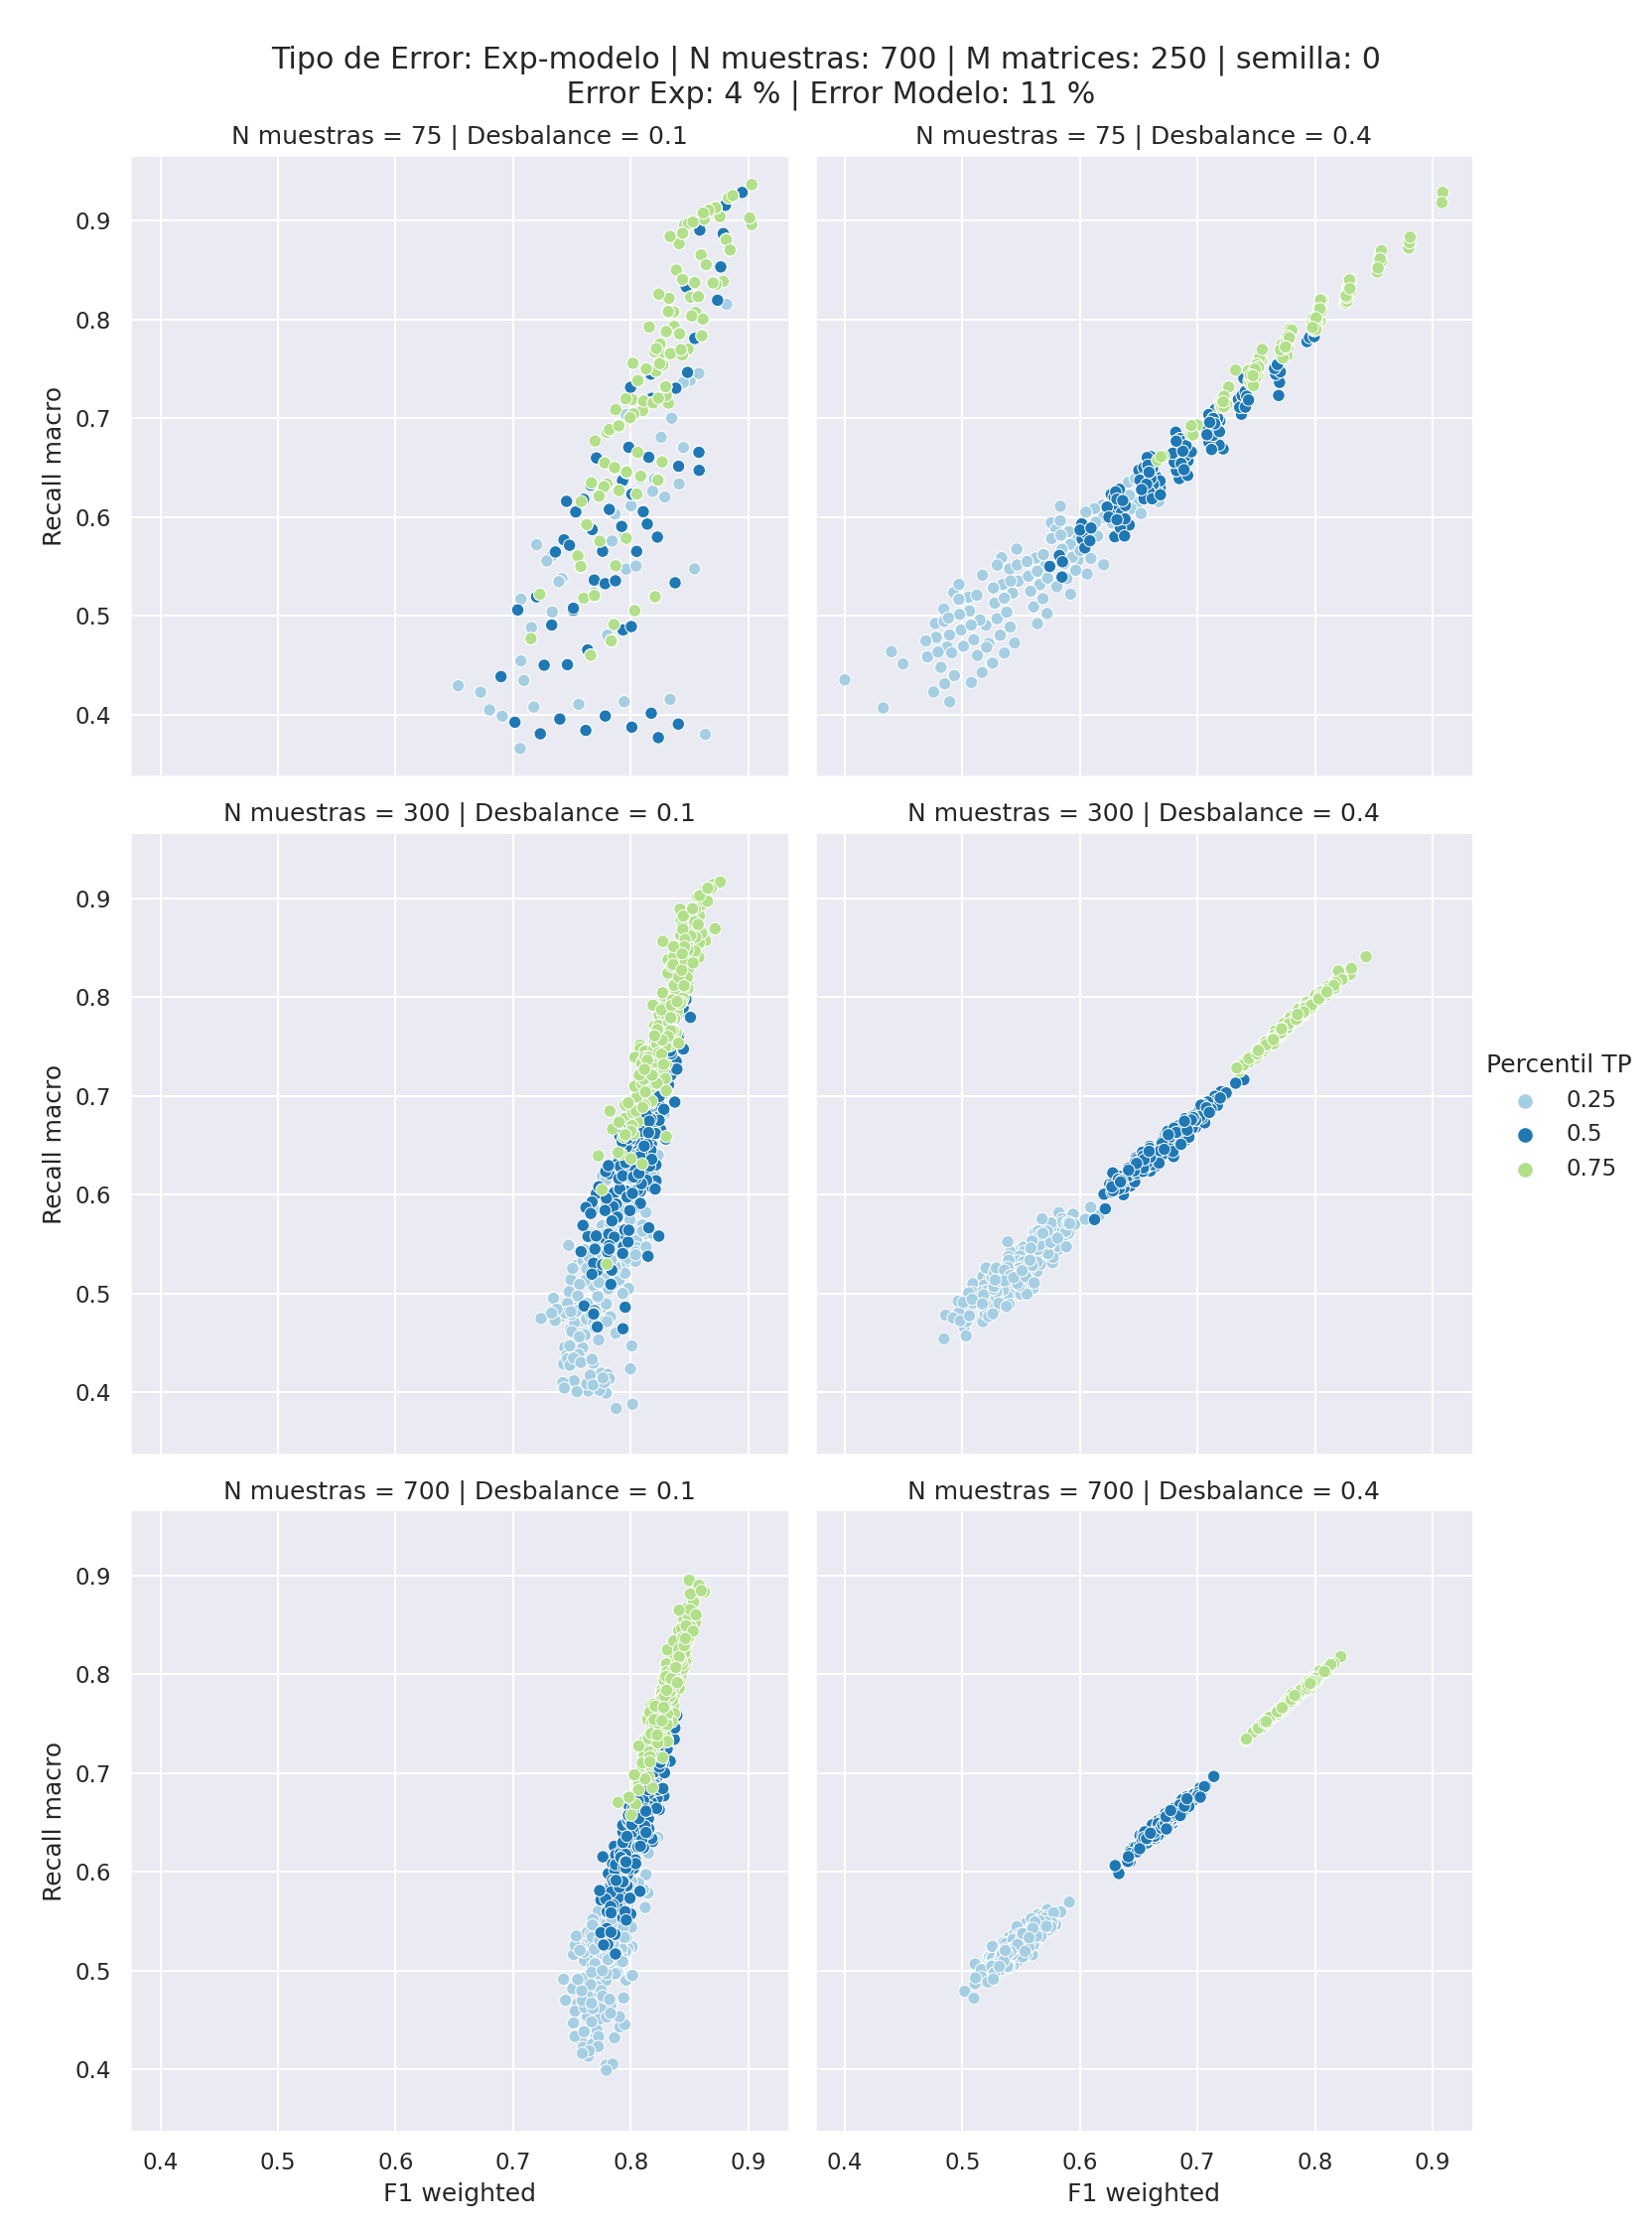 Tipo de Error: Exp-modelo | N muestras: 700 | M matrices: 250 | semilla: 0
Error Exp: 4 % | Error Modelo: 11 %
N muestras = 75 | Desbalance = 0.1
N muestras = 75 | Desbalance = 0.4
0.9
0.8
0.7
0.6
0.5
0.4
Recall macro
N muestras = 300 | Desbalance = 0.1
N muestras = 300 | Desbalance = 0.4
0.9
0.8
0.7
0.6
0.5
0.4
Recall macro
Percentil TP
0.25
0.5
0.75
N muestras = 700 | Desbalance = 0.1
N muestras = 700 | Desbalance = 0.4
0.9
0.8
0.7
0.6
0.5
0.4
Recall macro
0.4 0.5 0.6 0.7 0.8 0.9
0.4 0.5 0.6 0.7 0.8 0.9
F1 weighted
F1 weighted